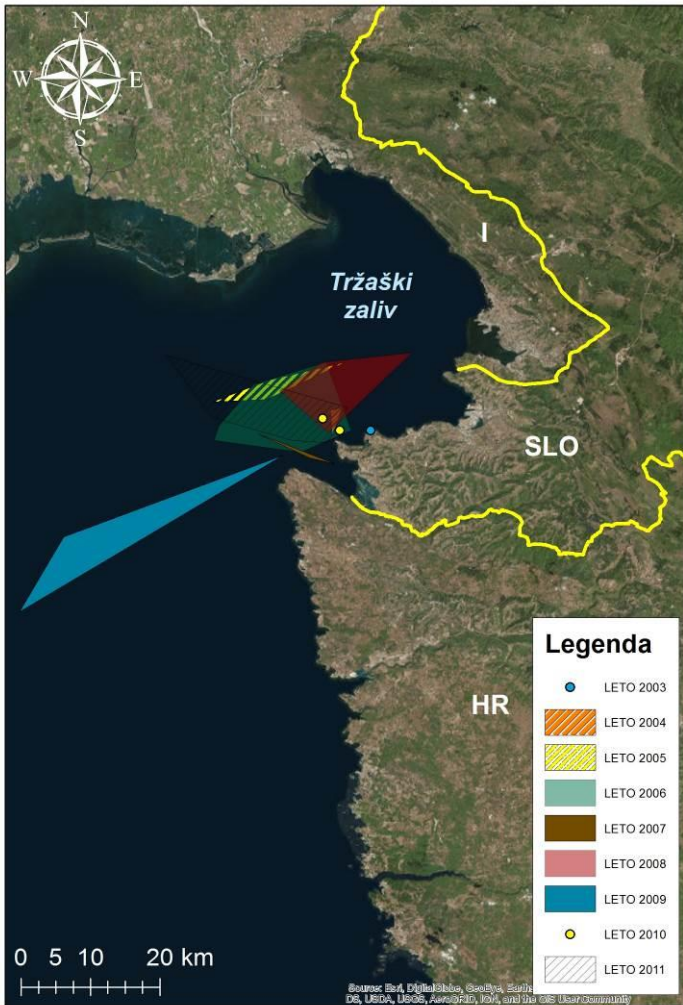 N
W E
S
I
Tržaški
zaliv
SLO
HR
Legenda
LETO 2003
LETO 2004
LETO 2005
LETO 2006
LETO 2007
LETO 2008
LETO 2009
LETO 2010
LETO 2011
0 5 10 20 km
Source: Esri, DigitalGlobe, GeoEye, Earths
DS, USDA, USGS, AeroGRID, IGN, and the GIS User Community